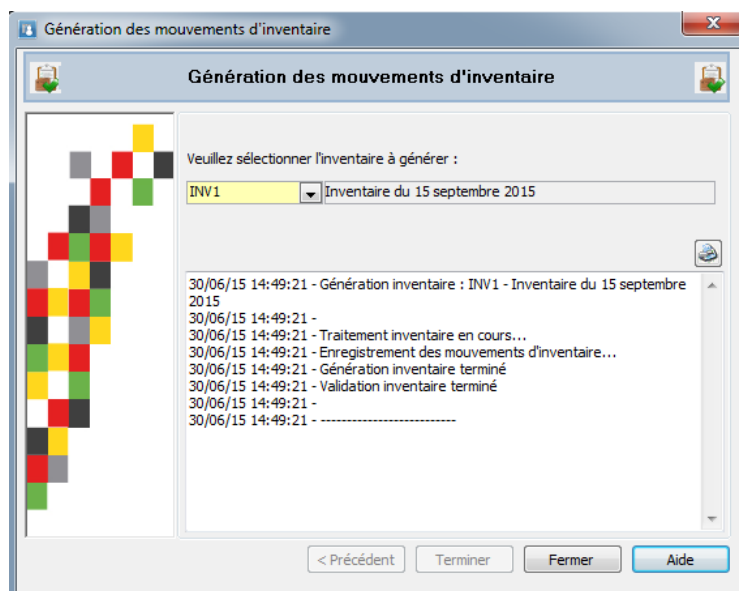 Génération des mouvements d'inventaire
Génération des mouvements d'inventaire
Veuillez sélectionner l'inventaire à générer :
INV1 Inventaire du 15 septembre 2015
30/06/15 14:49:21 - Génération inventaire : INV1 - Inventaire du 15 septembre
2015
30/06/15 14:49:21 -
30/06/15 14:49:21 - Traitement inventaire en cours...
30/06/15 14:49:21 - Enregistrement des mouvements d'inventaire...
30/06/15 14:49:21 - Génération inventaire terminé
30/06/15 14:49:21 - Validation inventaire terminé
30/06/15 14:49:21 -
30/06/15 14:49:21 - --------------------------
< Précédent Terminer Fermer Aide